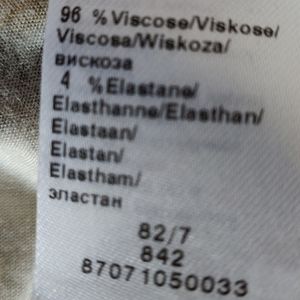 96 % Viscose/Viskose/
Viscosa/Wiskoza/
вискоза
4 % Elastane/
Elasthanne/Elasthan/
Elastaan/
Elastan/
Elastham/
эластан
82/7
842
87071050033